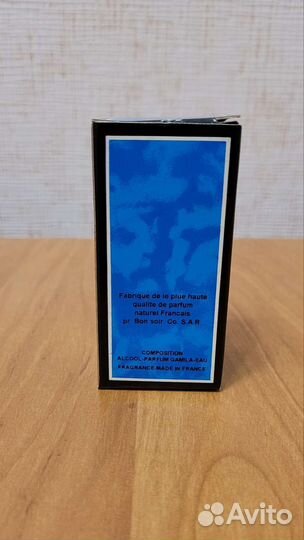 Fabrique de le plue haute
qualite de parfum
naturel Francais
pr. Bon soir. Co. S.A.R
COMPOSITION
ALCOOL-PARFUM GAMILA-EAU
FRAGRANCE MADE IN FRANCE
Avito